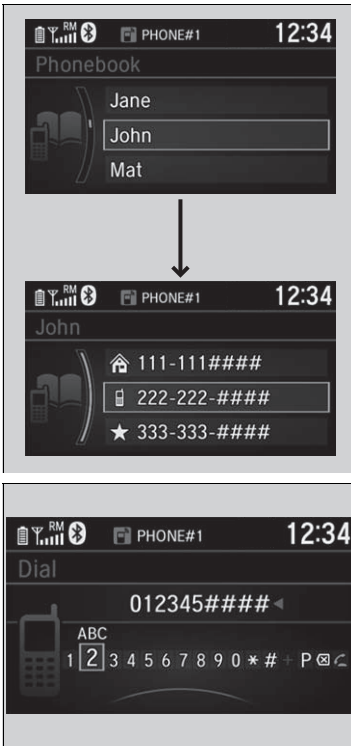 RM PHONE#1 12:34
Phonebook
Jane
John
Mat
RM PHONE#1 12:34
John
111-111####
222-222-####
333-333-####
RM PHONE#1 12:34
Dial
012345####
ABC
1 2 3 4 5 6 7 8 9 0 * # + P